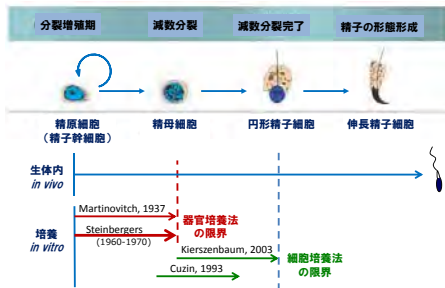 分裂増殖期 減数分裂 減数分裂完了 精子の形態形成
精原細胞 精母細胞 円形精子細胞 伸長精子細胞
(精子幹細胞)
生体内
in vivo
Martinovitch, 1937
器官培養法
の限界
培養
in vitro
Steinbergers
(1960-1970)
Kierszenbaum, 2003
細胞培養法
の限界
Cuzin, 1993